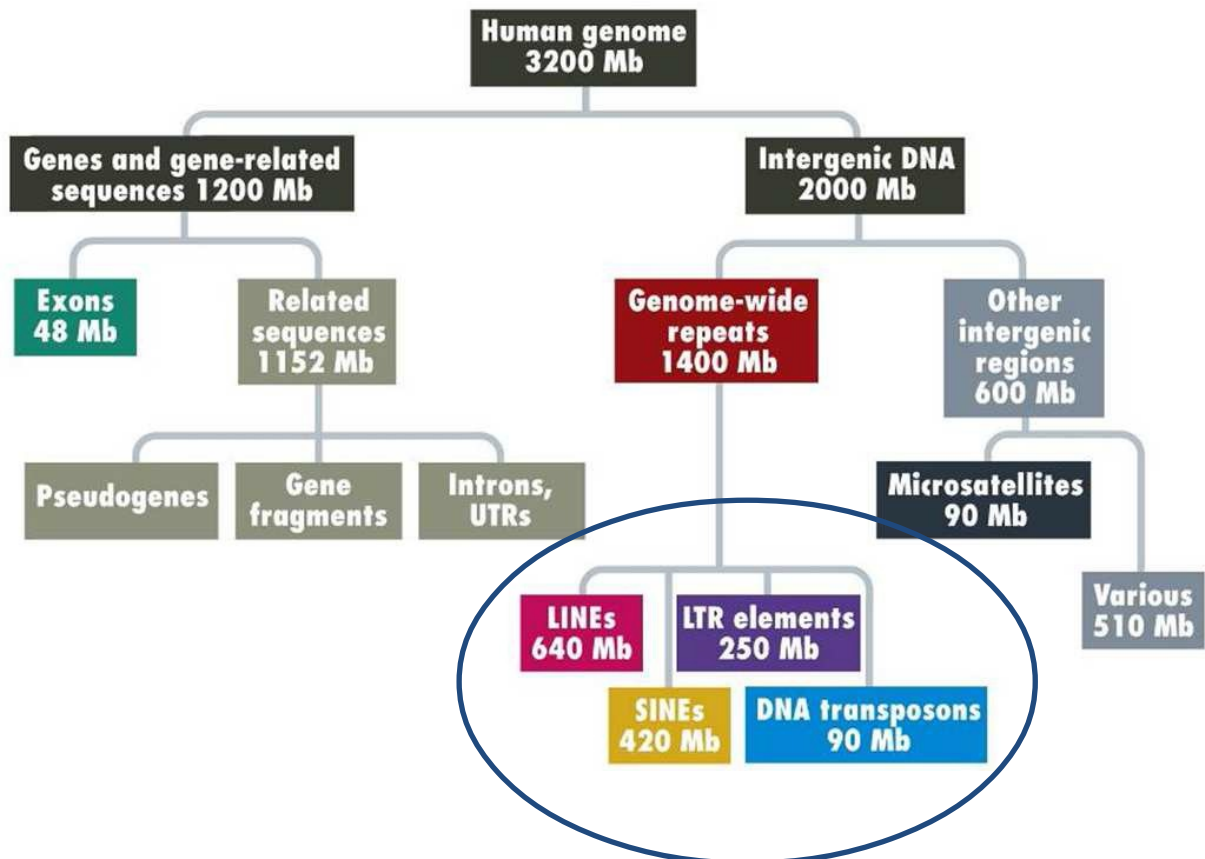 Human genome
3200 Mb
Genes and gene-related
sequences 1200 Mb
Intergenic DNA
2000 Mb
Exons
48 Mb
Related
sequences
1152 Mb
Genome-wide
repeats
1400 Mb
Other
intergenic
regions
600 Mb
Pseudogenes
Gene
fragments
Introns,
UTRs
Microsatellites
90 Mb
LINEs
640 Mb
LTR elements
250 Mb
Various
510 Mb
SINEs
420 Mb
DNA transposons
90 Mb